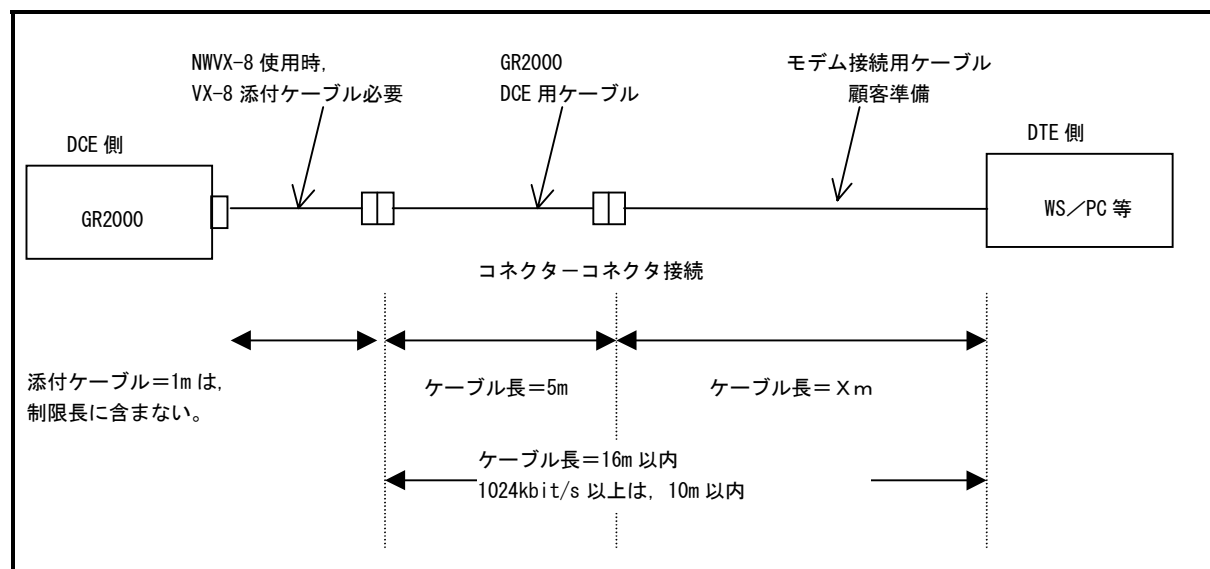 NWVX-8 使用時,
VX-8 添付ケーブル必要
GR2000
DCE 用ケーブル
モデム接続用ケーブル
顧客準備
DCE 側
DTE 側
GR2000
WS／PC 等
コネクターコネクタ接続
添付ケーブル＝1m は,
制限長に含まない。
ケーブル長＝5m
ケーブル長＝Xｍ
ケーブル長＝16m 以内
1024kbit/s 以上は, 10m 以内